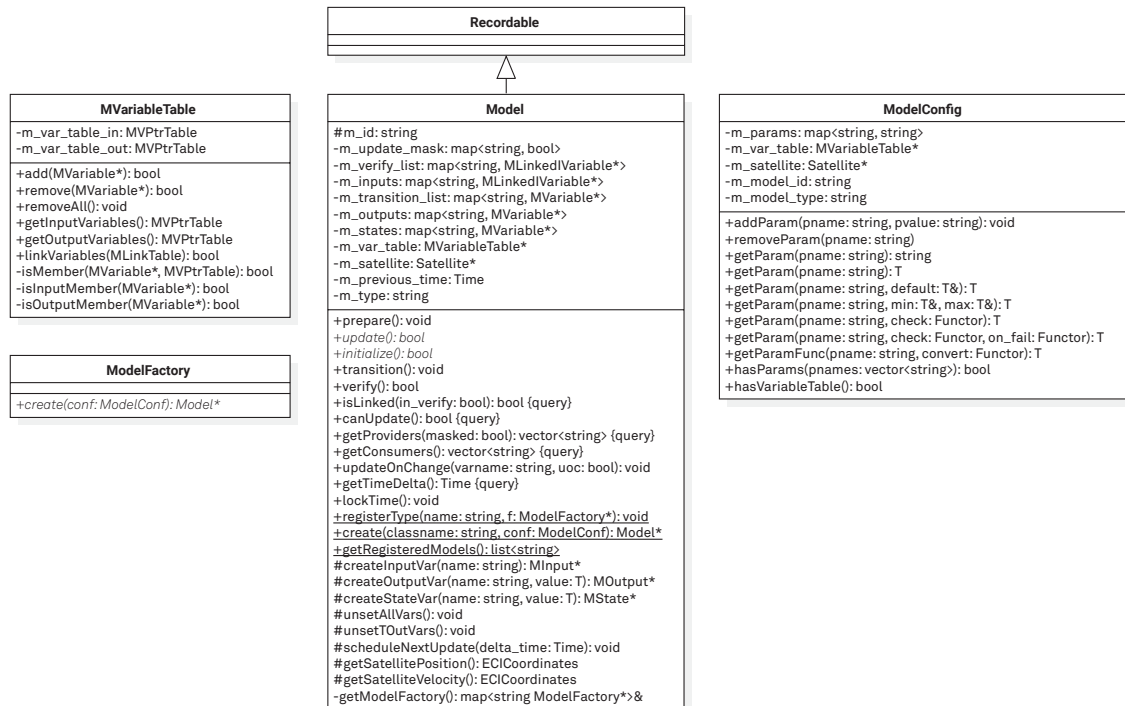 Recordable
MVariableTable
-m_var_table_in: MVPtrTable
-m_var_table_out: MVPtrTable
+add(MVariable*): bool
+remove(MVariable*): bool
+removeAll(): void
+getInputVariables(): MVPtrTable
+getOutputVariables(): MVPtrTable
+linkVariables(MLinkTable): bool
-isMember(MVariable*, MVPtrTable): bool
-isInputMember(MVariable*): bool
-isOutputMember(MVariable*): bool
ModelFactory
+create(conf: ModelConf): Model*
Model
#m_id: string
-m_update_mask: map<string, bool>
-m_verify_list: map<string, MLinkedIVariable*>
-m_inputs: map<string, MLinkedIVariable*>
-m_transition_list: map<string, MVariable*>
-m_outputs: map<string, MVariable*>
-m_states: map<string, MVariable*>
-m_var_table: MVariableTable*
-m_satellite: Satellite*
-m_previous_time: Time
-m_type: string
+prepare(): void
+update(): bool
+initialize(): bool
+transition(): void
+verify(): bool
+isLinked(in_verify: bool): bool {query}
+canUpdate(): bool {query}
+getProviders(masked: bool): vector<string> {query}
+getConsumers(): vector<string> {query}
+updateOnChange(varname: string, uoc: bool): void
+getTimeDelta(): Time {query}
+lockTime(): void
+registerType(name: string, f: ModelFactory*): void
+create(classname: string, conf: ModelConf): Model*
+getRegisteredModels(): list<string>
#createInputVar(name: string): MInput*
#createOutputVar(name: string, value: T): MOutput*
#createStateVar(name: string, value: T): MState*
#unsetAllVars(): void
#unsetTOutVars(): void
#scheduleNextUpdate(delta_time: Time): void
#getSatellitePosition(): ECICoordinates
#getSatelliteVelocity(): ECICoordinates
-getModelFactory(): map<string ModelFactory*>&
ModelConfig
-m_params: map<string, string>
-m_var_table: MVariableTable*
-m_satellite: Satellite*
-m_model_id: string
-m_model_type: string
+addParam(pname: string, pvalue: string): void
+removeParam(pname: string)
+getParam(pname: string): string
+getParam(pname: string): T
+getParam(pname: string, default: T&): T
+getParam(pname: string, min: T&, max: T&): T
+getParam(pname: string, check: Functor): T
+getParam(pname: string, check: Functor, on_fail: Functor): T
+getParamFunc(pname: string, convert: Functor): T
+hasParams(pnames: vector<string>): bool
+hasVariableTable(): bool